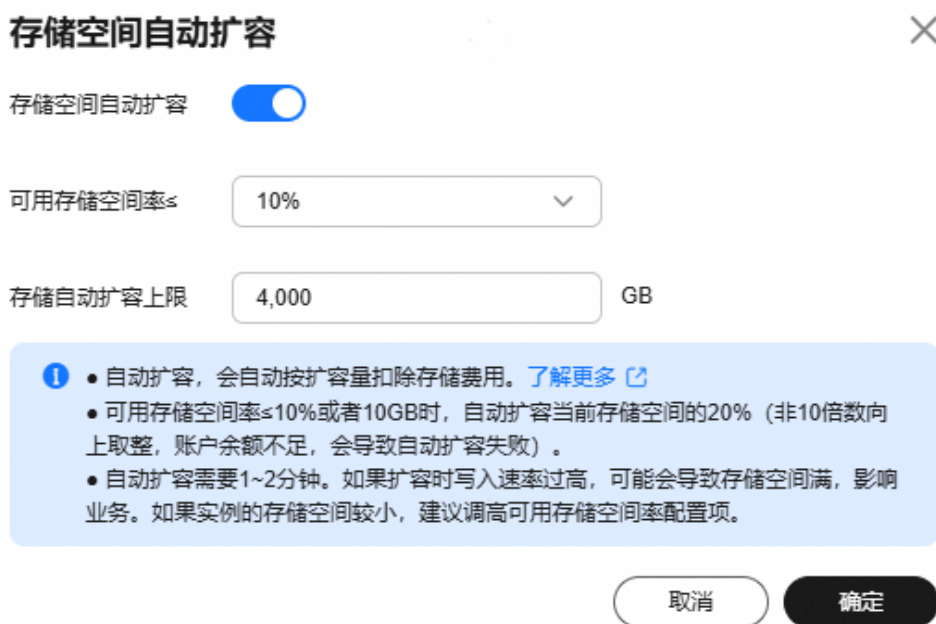 存储空间自动扩容
存储空间自动扩容
可用存储空间率≤ 10%
存储自动扩容上限 4,000 GB
● 自动扩容，会自动按扩容量扣除存储费用。了解更多
● 可用存储空间率≤10%或者10GB时，自动扩容当前存储空间的20%（非10倍数向
上取整，账户余额不足，会导致自动扩容失败）。
● 自动扩容需要1~2分钟。如果扩容时写入速率过高，可能会导致存储空间满，影响
业务。如果实例的存储空间较小，建议调高可用存储空间率配置项。
取消 确定